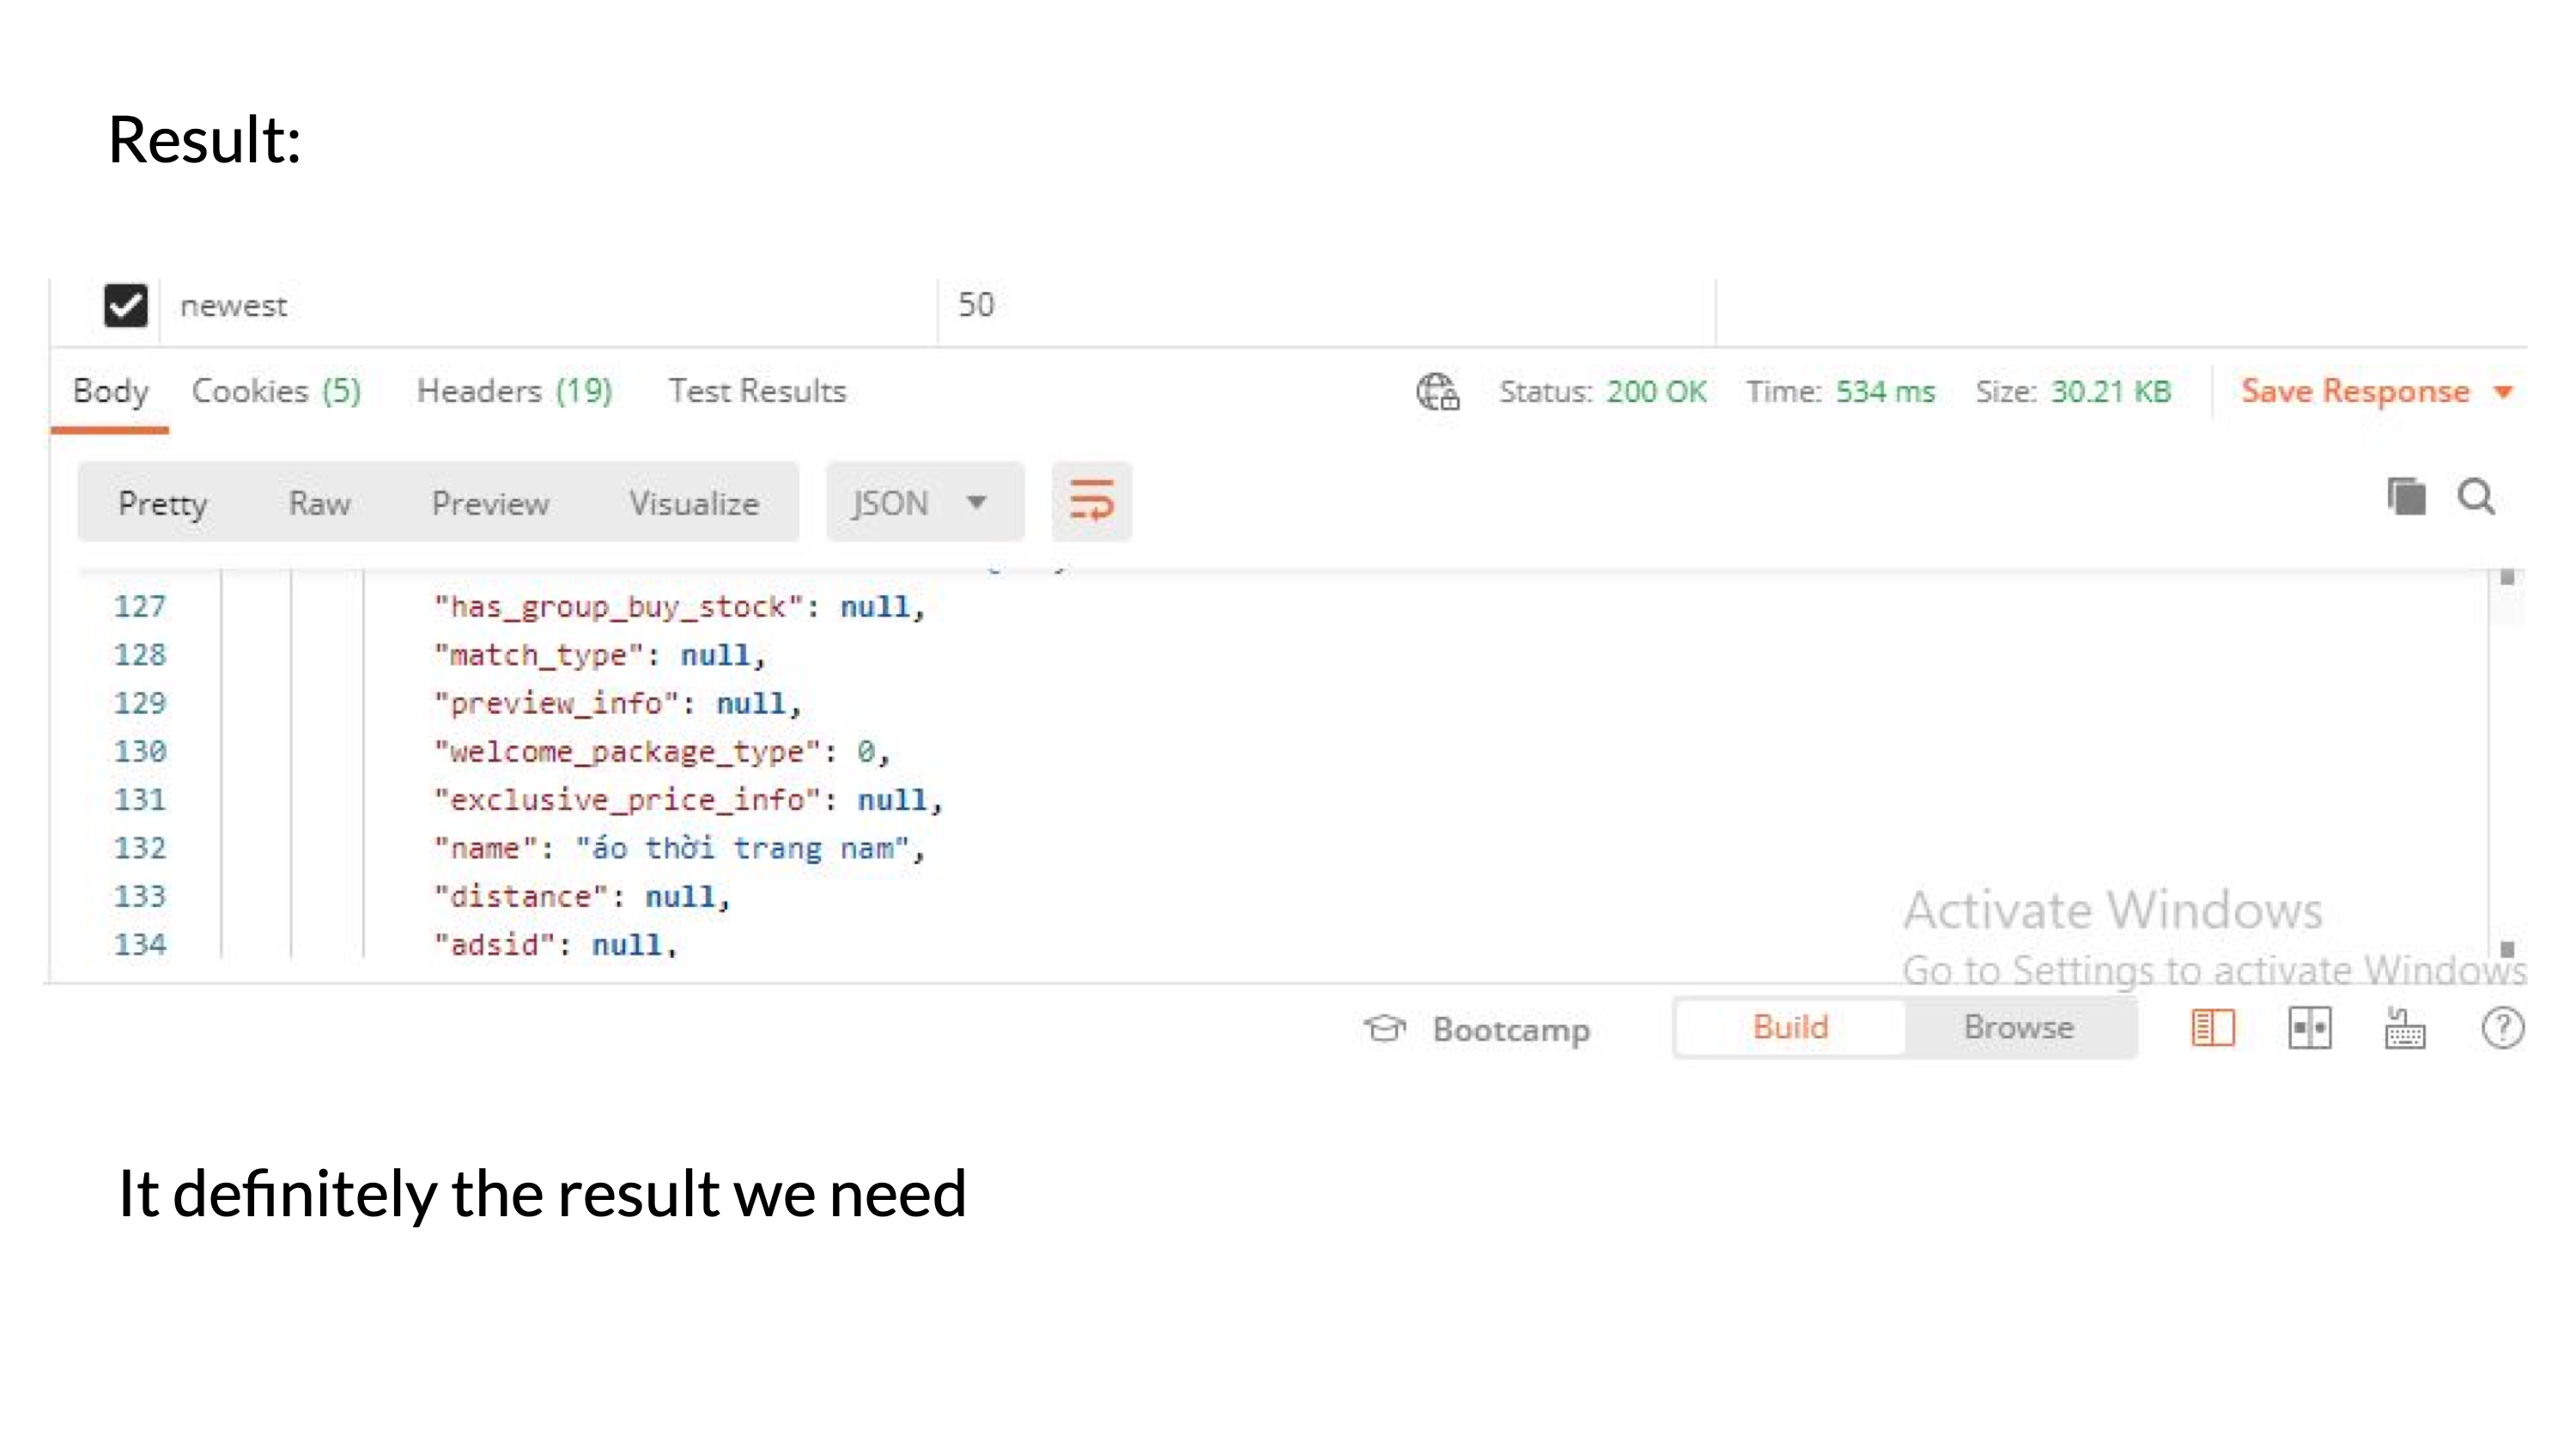 Result:
newest 50
Body Cookies (5) Headers (19) Test Results Status: 200 OK Time: 534 ms Size: 30.21 KB Save Response
Pretty Raw Preview Visualize JSON
127 "has_group_buy_stock": null,
128 "match_type": null,
129 "preview_info": null,
130 "welcome_package_type": 0,
131 "exclusive_price_info": null,
132 "name": "áo thời trang nam",
133 "distance": null,
134 "adsid": null,
Activate Windows
Go to Settings to activate Windows
Bootcamp Build Browse
It definitely the result we need